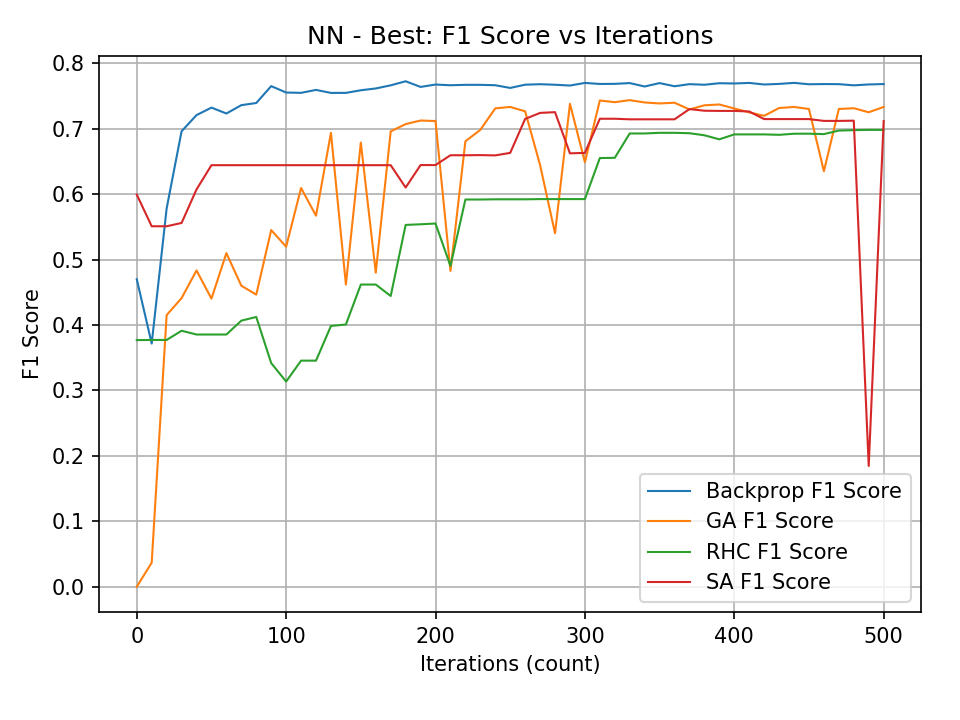 NN - Best: F1 Score vs Iterations
F1 Score
0.8
0.7
0.6
0.5
0.4
0.3
0.2
0.1
0.0
0 100 200 300 400 500
Iterations (count)
Backprop F1 Score
GA F1 Score
RHC F1 Score
SA F1 Score